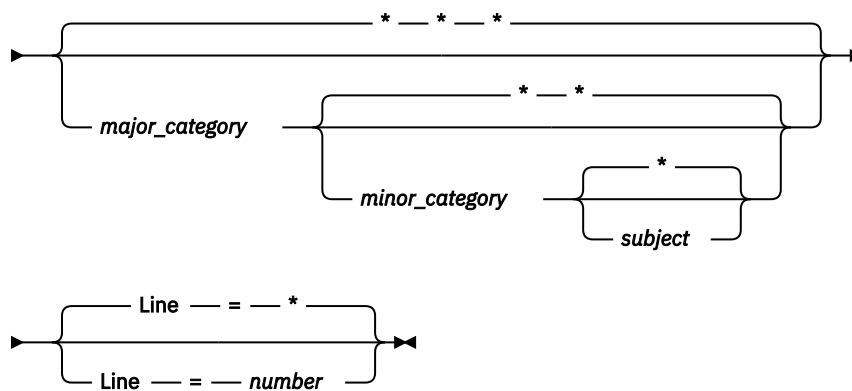 * * *
* *
major_category
*
minor_category
subject
Line = *
Line = number